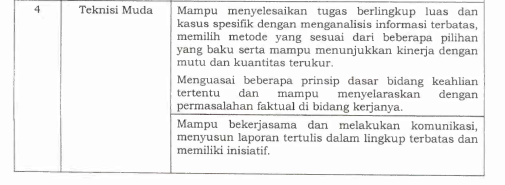 4 Teknisi Muda Mampu menyelesaikan tugas berlingkup luas dan
kasus spesifik dengan menganalisis informasi terbatas,
memilih metode yang sesuai dari beberapa pilihan
yang baku serta mampu menunjukkan kinerja dengan
mutu dan kuantitas terukur.
Menguasai beberapa prinsip dasar bidang keahlian
tertentu dan mampu menyelaraskan dengan
permasalahan faktual di bidang kerjanya.
Mampu bekerjasama dan melakukan komunikasi,
menyusun laporan tertulis dalam lingkup terbatas dan
memiliki inisiatif.